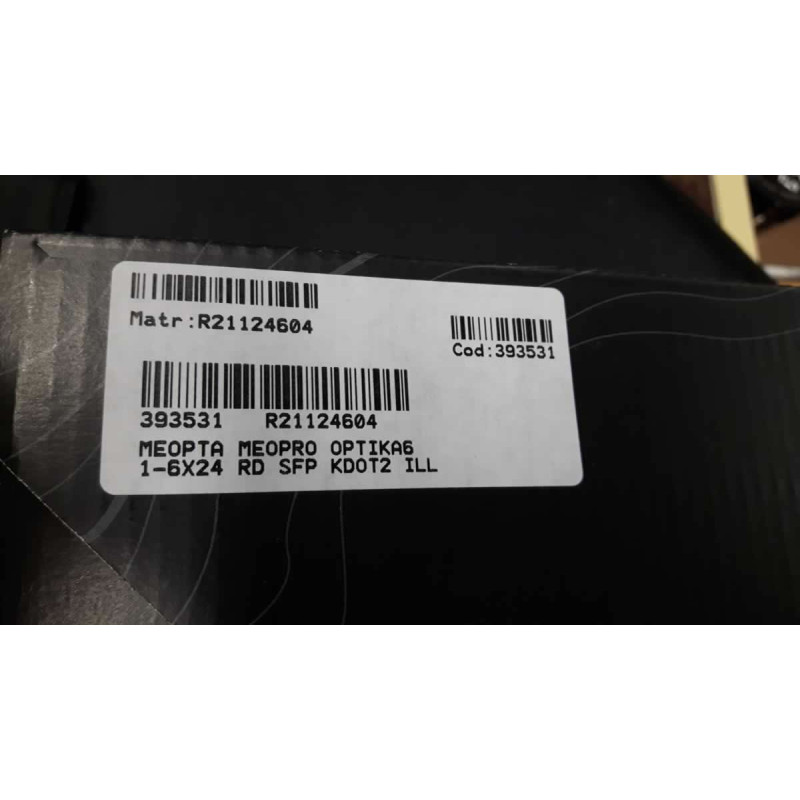 Matr:R21124604
Cod:393531
393531 R21124604
MEOPTA MEOPRO OPTIKA6
1-6X24 RD SFP KDOT2 ILL